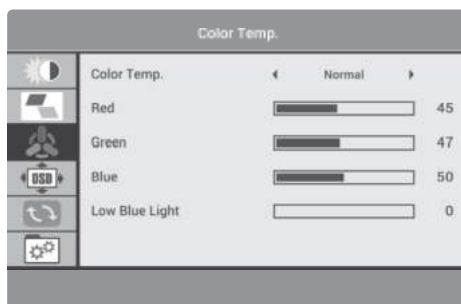 Color Temp.
Color Temp. Normal
Red 45
Green 47
Blue 50
OSD
Low Blue Light 0